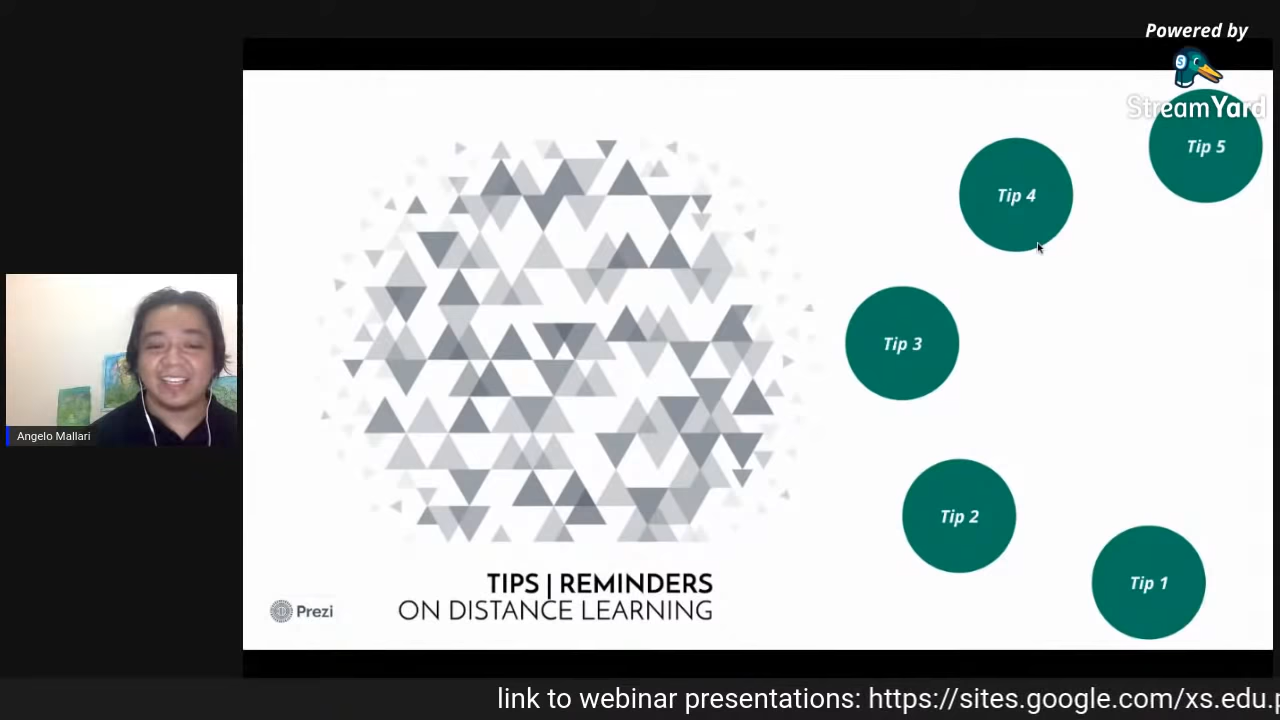 Powered by
StreamYard
Tip 5
Tip 4
Tip 3
Angelo Mallari
Tip 2
Tip 1
TIPS | REMINDERS
ON DISTANCE LEARNING
Prezi
link to webinar presentations: https://sites.google.com/xs.edu.p